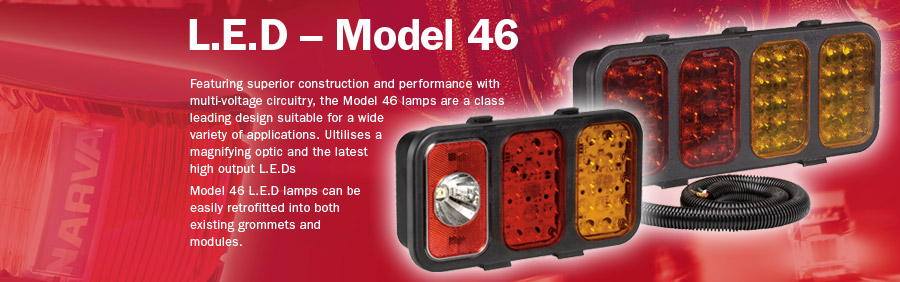 L.E.D – Model 46
Featuring superior construction and performance with
multi-voltage circuitry, the Model 46 lamps are a class
leading design suitable for a wide
variety of applications. Ultilises a
magnifying optic and the latest
high output L.E.Ds
Model 46 L.E.D lamps can be
easily retrofitted into both
existing grommets and
modules.
NARVA